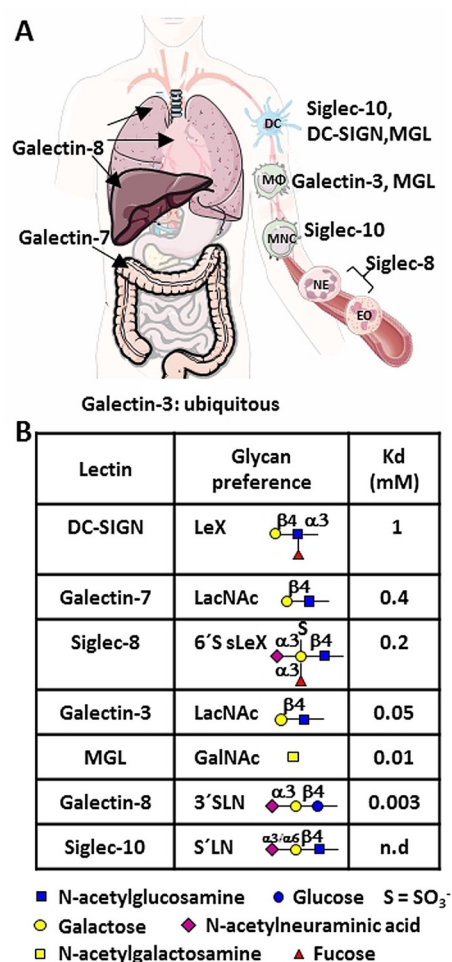 A
Siglec-10,
DC-SIGN,MGL
DC
Galectin-8
MΦ
Galectin-3, MGL
Galectin-7
MNC
Siglec-10
Siglec-8
NE
EO
Galectin-3: ubiquitous
B
Lectin Glycan preference Kd (mM)
DC-SIGN LeX β4 α3 1
Galectin-7 LacNAc β4 0.4
Siglec-8 6´S sLeX S α3 β4 α3 0.2
Galectin-3 LacNAc β4 0.05
MGL GalNAc 0.01
Galectin-8 3´SLN α3 β4 0.003
Siglec-10 S´LN α3/α6 β4 n.d
N-acetylglucosamine Glucose S = SO₃⁻
Galactose N-acetylneuraminic acid
N-acetylgalactosamine Fucose